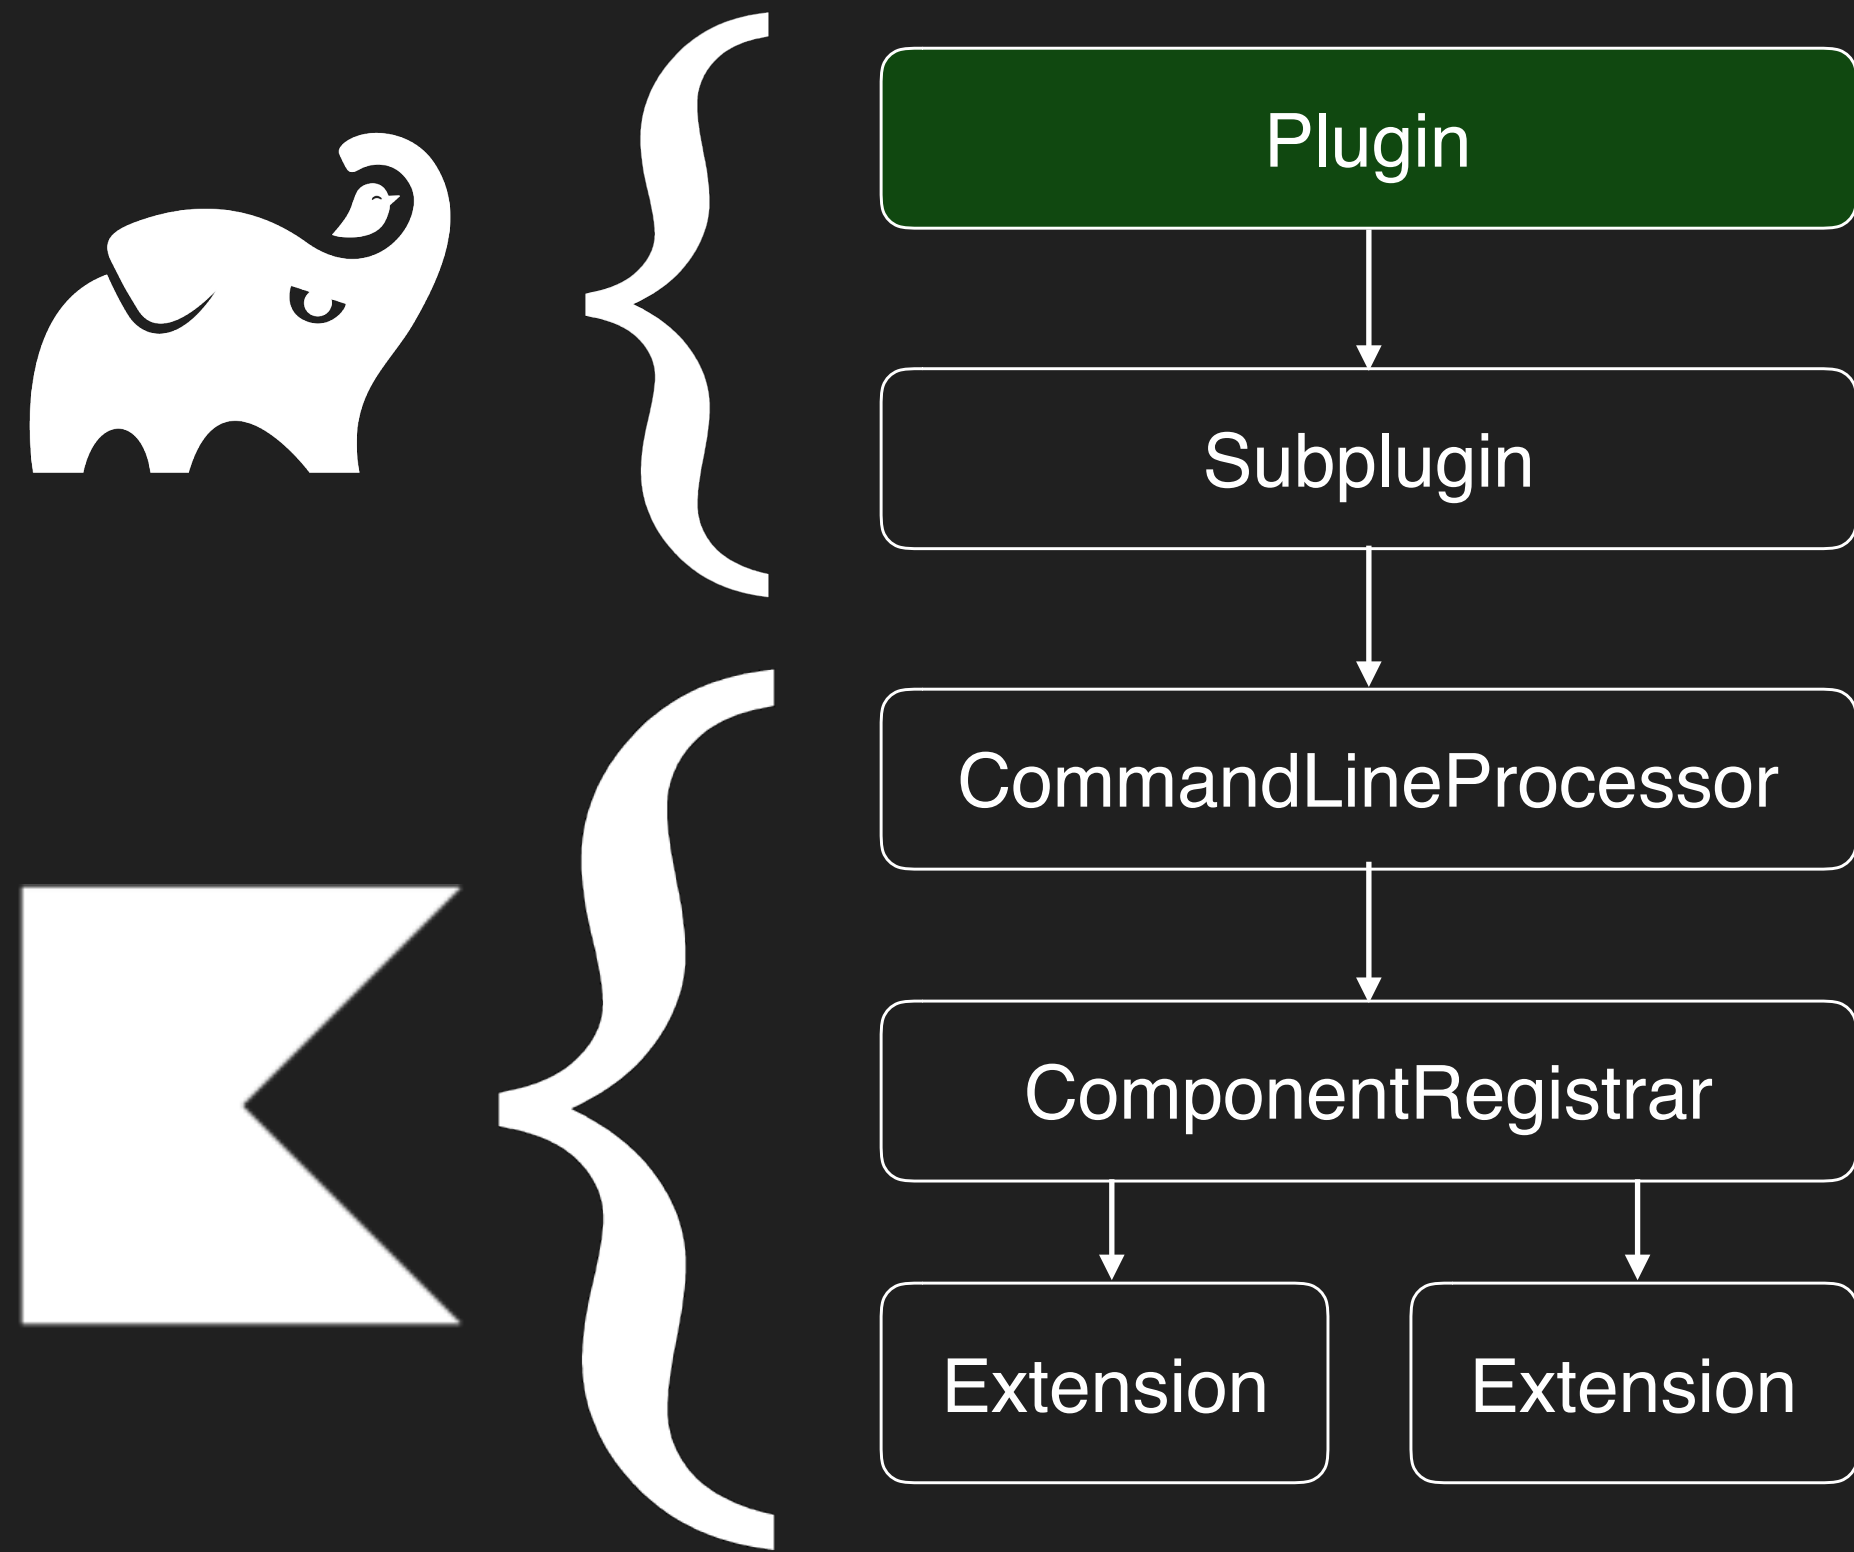 Plugin
Subplugin
CommandLineProcessor
ComponentRegistrar
Extension
Extension